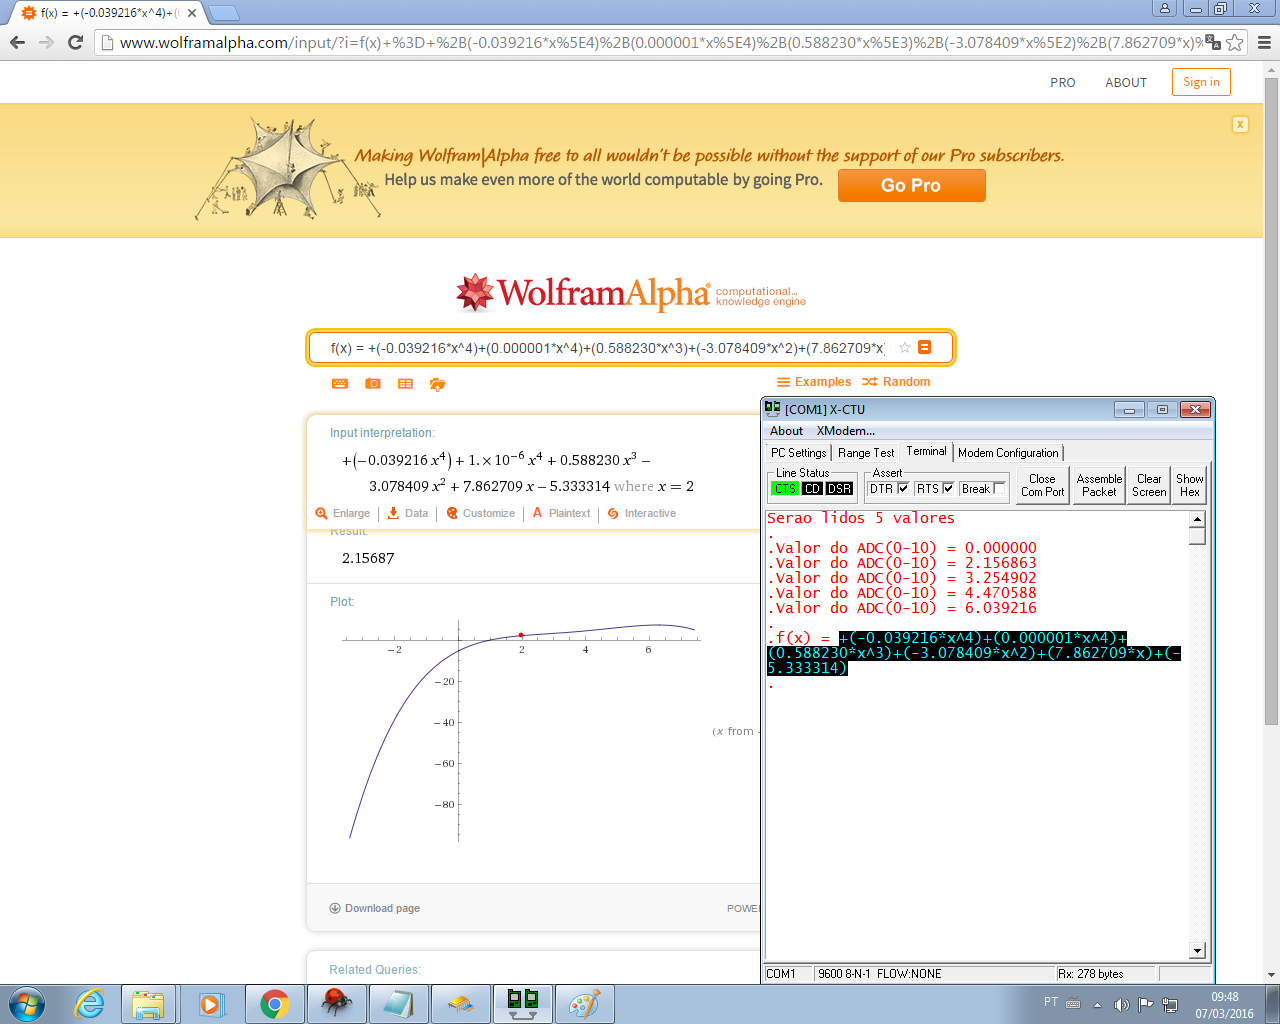 f(x) = +(-0.039216*x^4)+(
www.wolframalpha.com/input/?i=f(x)+%3D+%2B(-0.039216*x%5E4)%2B(0.000001*x%5E4)%2B(0.588230*x%5E3)%2B(-3.078409*x%5E2)%2B(7.862709*x)%
PRO ABOUT Sign in
x
Making Wolfram|Alpha free to all wouldn't be possible without the support of our Pro subscribers.
Help us make even more of the world computable by going Pro. Go Pro
WolframAlpha computational...
knowledge engine
f(x) = +(-0.039216*x^4)+(0.000001*x^4)+(0.588230*x^3)+(-3.078409*x^2)+(7.862709*x)
Examples Random
Input interpretation:
+(−0.039216 x⁴) + 1.×10⁻⁶ x⁴ + 0.588230 x³ −
3.078409 x² + 7.862709 x − 5.333314 where x = 2
Enlarge | Data | Customize | A Plaintext | Interactive
Result:
2.15687
Plot:
−2 2 4 6
−20
−40
−60
−80
(x from -
Download page POWE
Related Queries:
[COM1] X-CTU
About XModem...
PC Settings Range Test Terminal Modem Configuration
Line Status
CTS CD DSR
Assert
DTR RTS Break
Close
Com Port
Assemble
Packet
Clear
Screen
Show
Hex
Serao lidos 5 valores
.
.Valor do ADC(0-10) = 0.000000
.Valor do ADC(0-10) = 2.156863
.Valor do ADC(0-10) = 3.254902
.Valor do ADC(0-10) = 4.470588
.Valor do ADC(0-10) = 6.039216
.
.f(x) = +(-0.039216*x^4)+(0.000001*x^4)+
(0.588230*x^3)+(-3.078409*x^2)+(7.862709*x)+(-
5.333314)
.
COM1 9600 8-N-1 FLOW:NONE Rx: 278 bytes
PT 09:48
07/03/2016